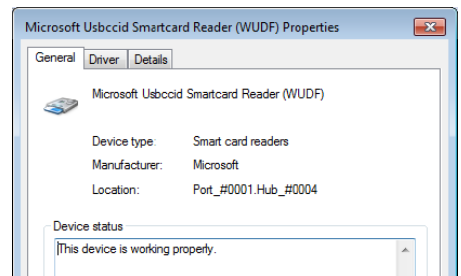 Microsoft Usbccid Smartcard Reader (WUDF) Properties
General Driver Details
Microsoft Usbccid Smartcard Reader (WUDF)
Device type: Smart card readers
Manufacturer: Microsoft
Location: Port_#0001.Hub_#0004
Device status
This device is working properly.